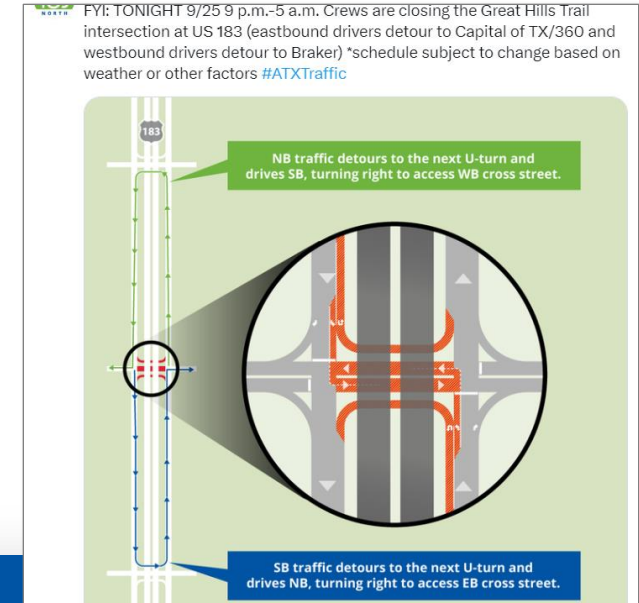 NORTH
FYI: TONIGHT 9/25 9 p.m.-5 a.m. Crews are closing the Great Hills Trail
intersection at US 183 (eastbound drivers detour to Capital of TX/360 and
westbound drivers detour to Braker) *schedule subject to change based on
weather or other factors #ATXTraffic
183
NB traffic detours to the next U-turn and
drives SB, turning right to access WB cross street.
SB traffic detours to the next U-turn and
drives NB, turning right to access EB cross street.